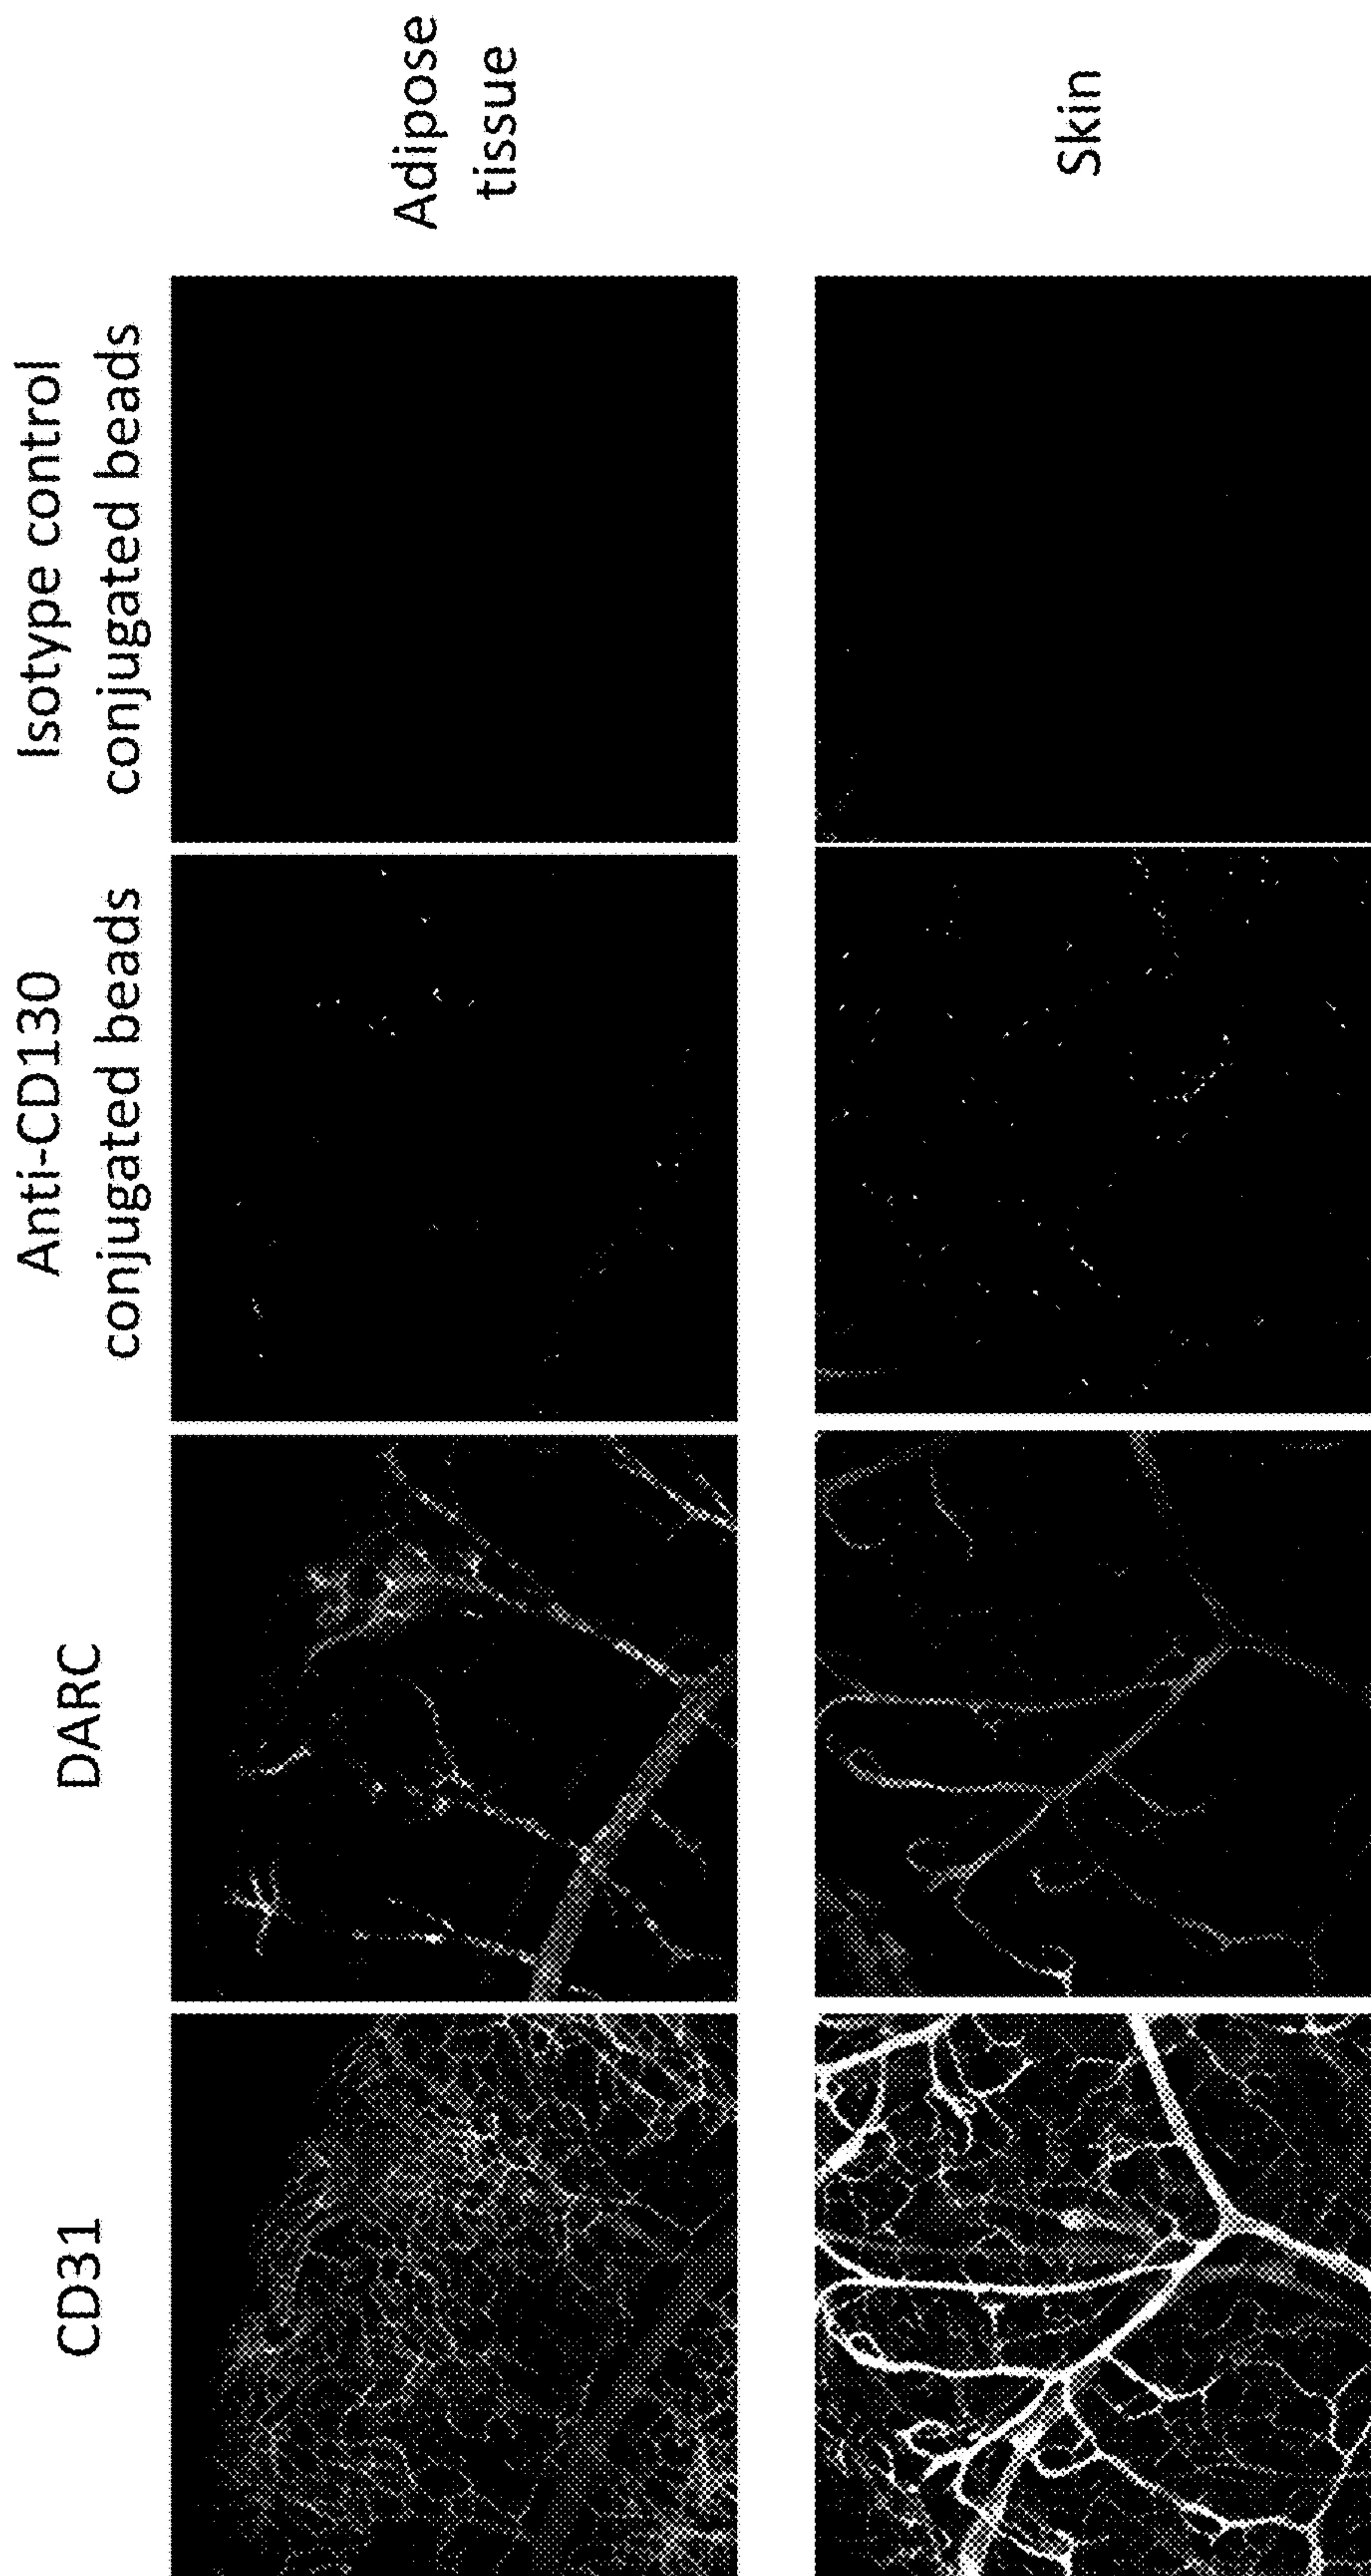 CD31
DARC
Anti-CD130
conjugated beads
Isotype control
conjugated beads
Adipose
tissue
Skin